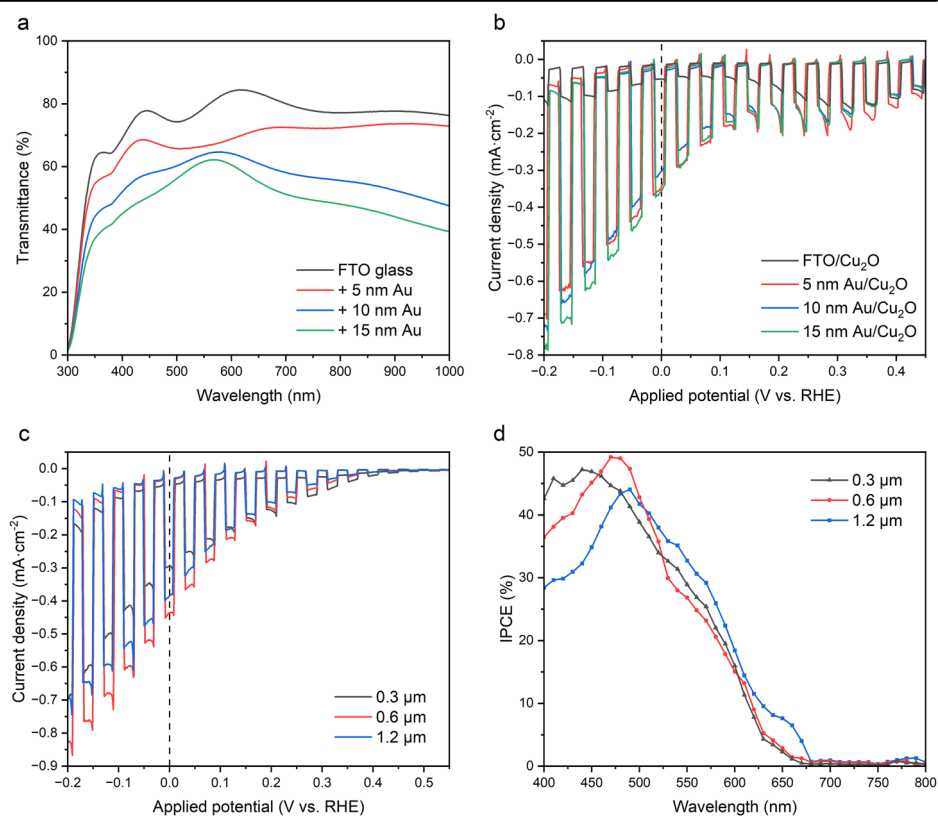 a
100
80
60
40
20
0
300 400 500 600 700 800 900 1000
Transmittance (%)
Wavelength (nm)
FTO glass
+ 5 nm Au
+ 10 nm Au
+ 15 nm Au
b
0.0
−0.1
−0.2
−0.3
−0.4
−0.5
−0.6
−0.7
−0.8
−0.2 −0.1 0.0 0.1 0.2 0.3 0.4
Current density (mA·cm⁻²)
Applied potential (V vs. RHE)
FTO/Cu₂O
5 nm Au/Cu₂O
10 nm Au/Cu₂O
15 nm Au/Cu₂O
c
0.0
−0.1
−0.2
−0.3
−0.4
−0.5
−0.6
−0.7
−0.8
−0.9
−0.2 −0.1 0.0 0.1 0.2 0.3 0.4 0.5
Current density (mA·cm⁻²)
Applied potential (V vs. RHE)
0.3 µm
0.6 µm
1.2 µm
d
50
40
30
20
10
0
400 450 500 550 600 650 700 750 800
IPCE (%)
Wavelength (nm)
0.3 µm
0.6 µm
1.2 µm